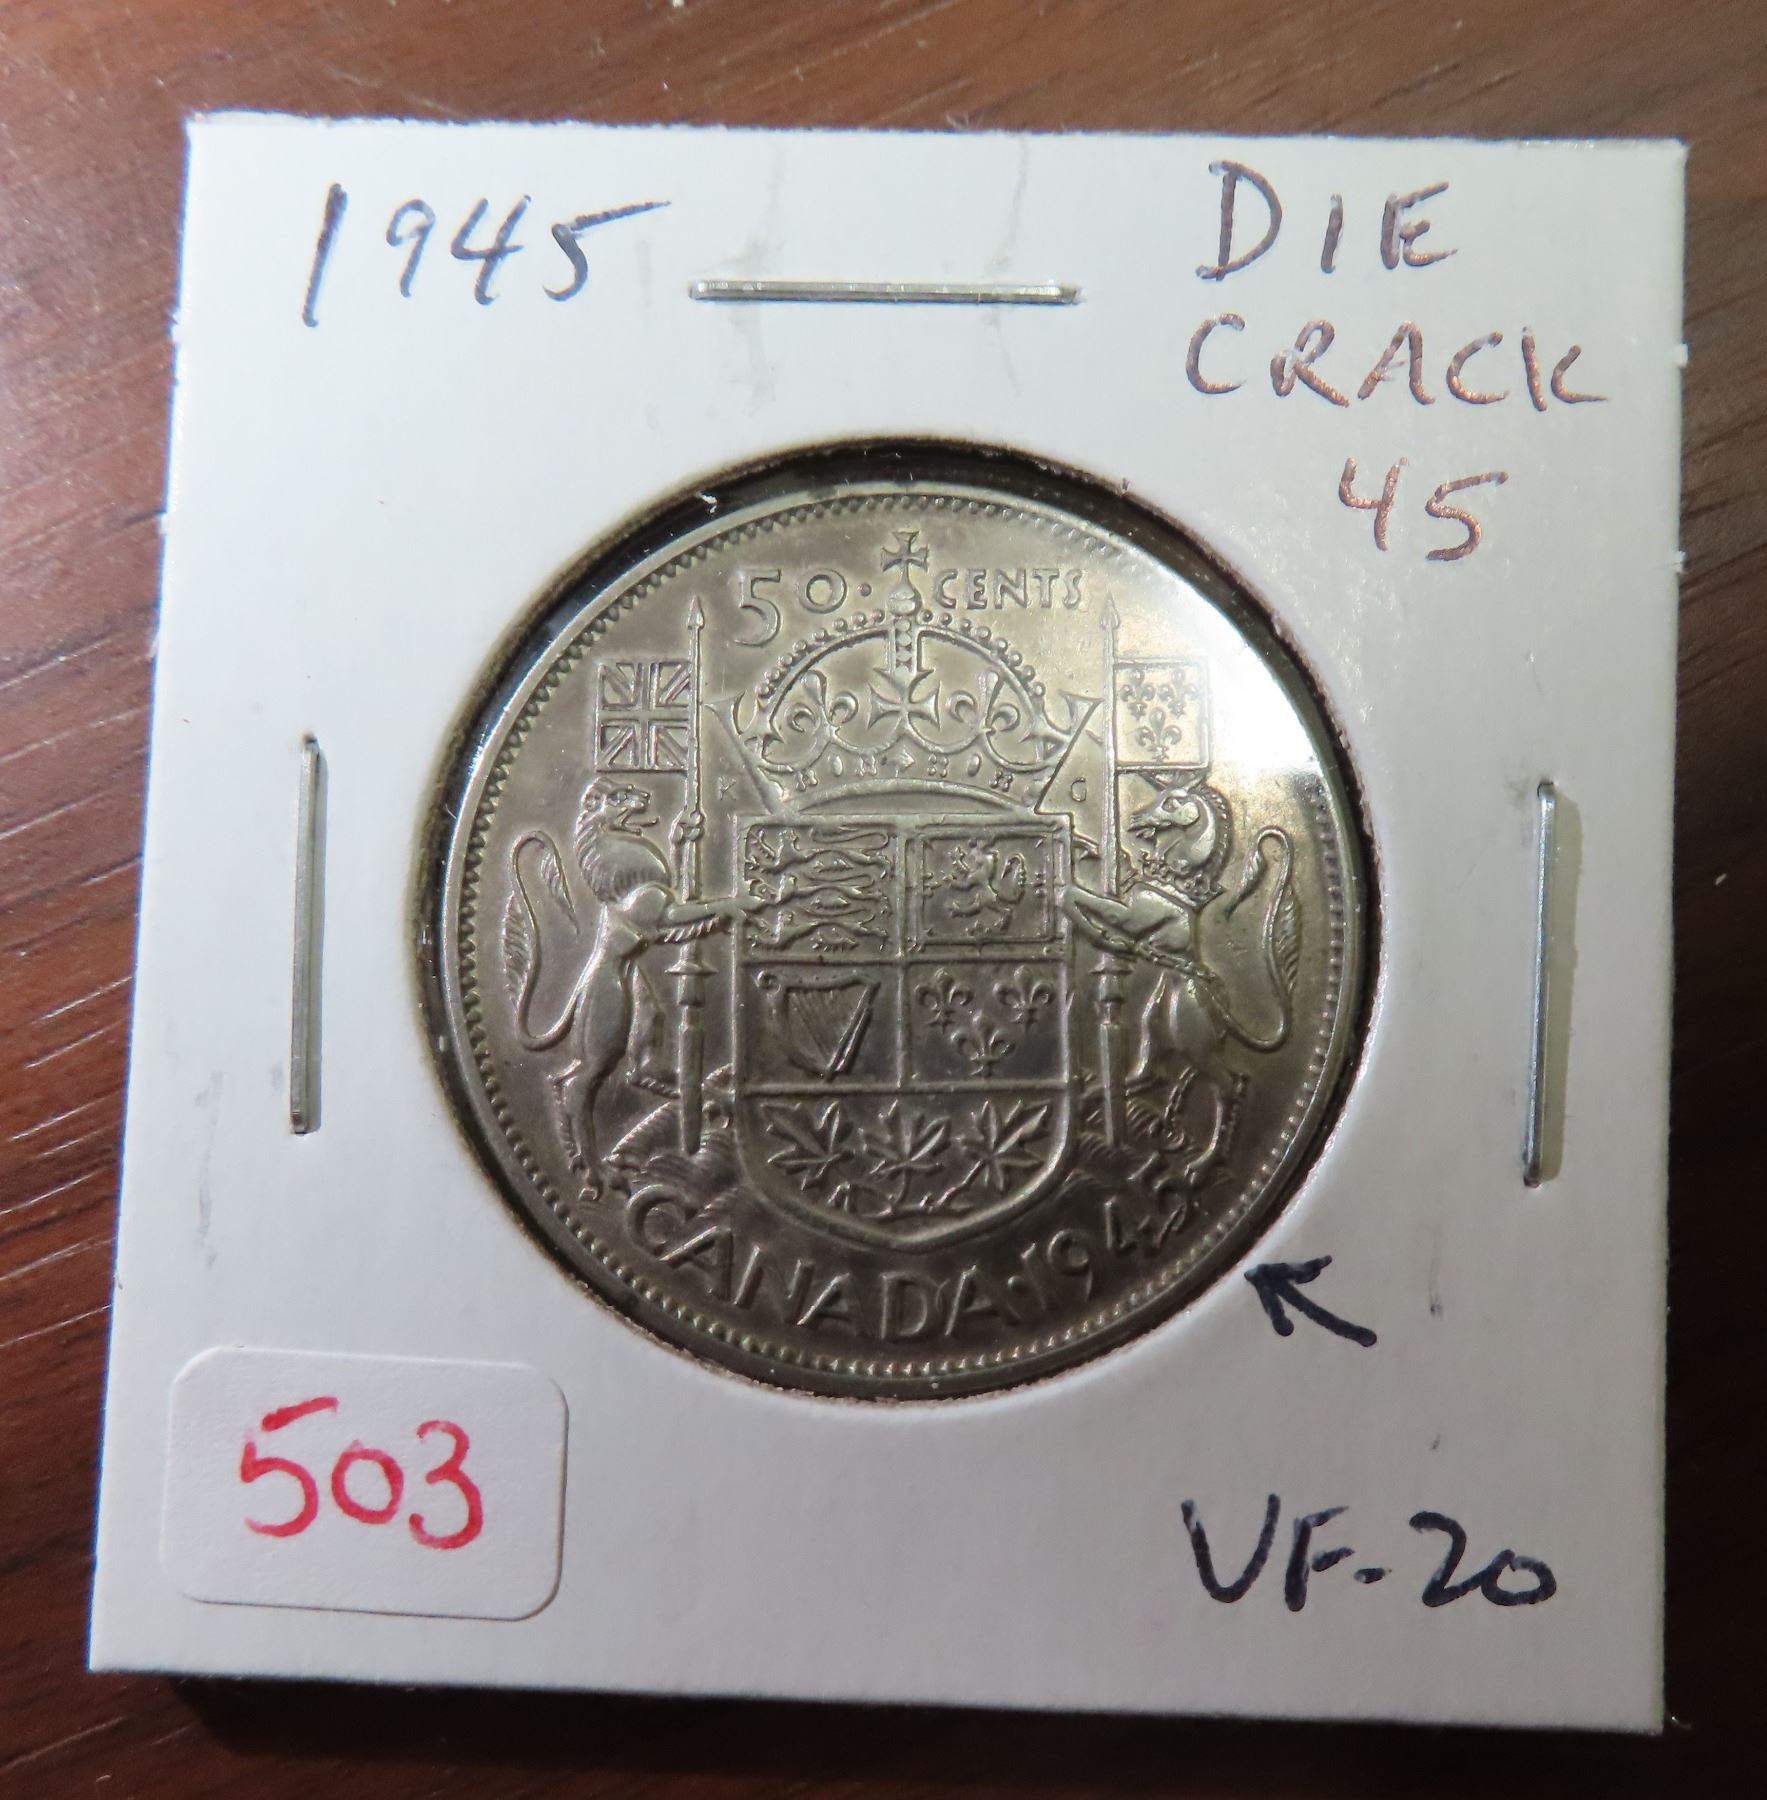 1945
DIE
CRACK
45
50 · CENTS
K G
CANADA · 1945
503
VF-20